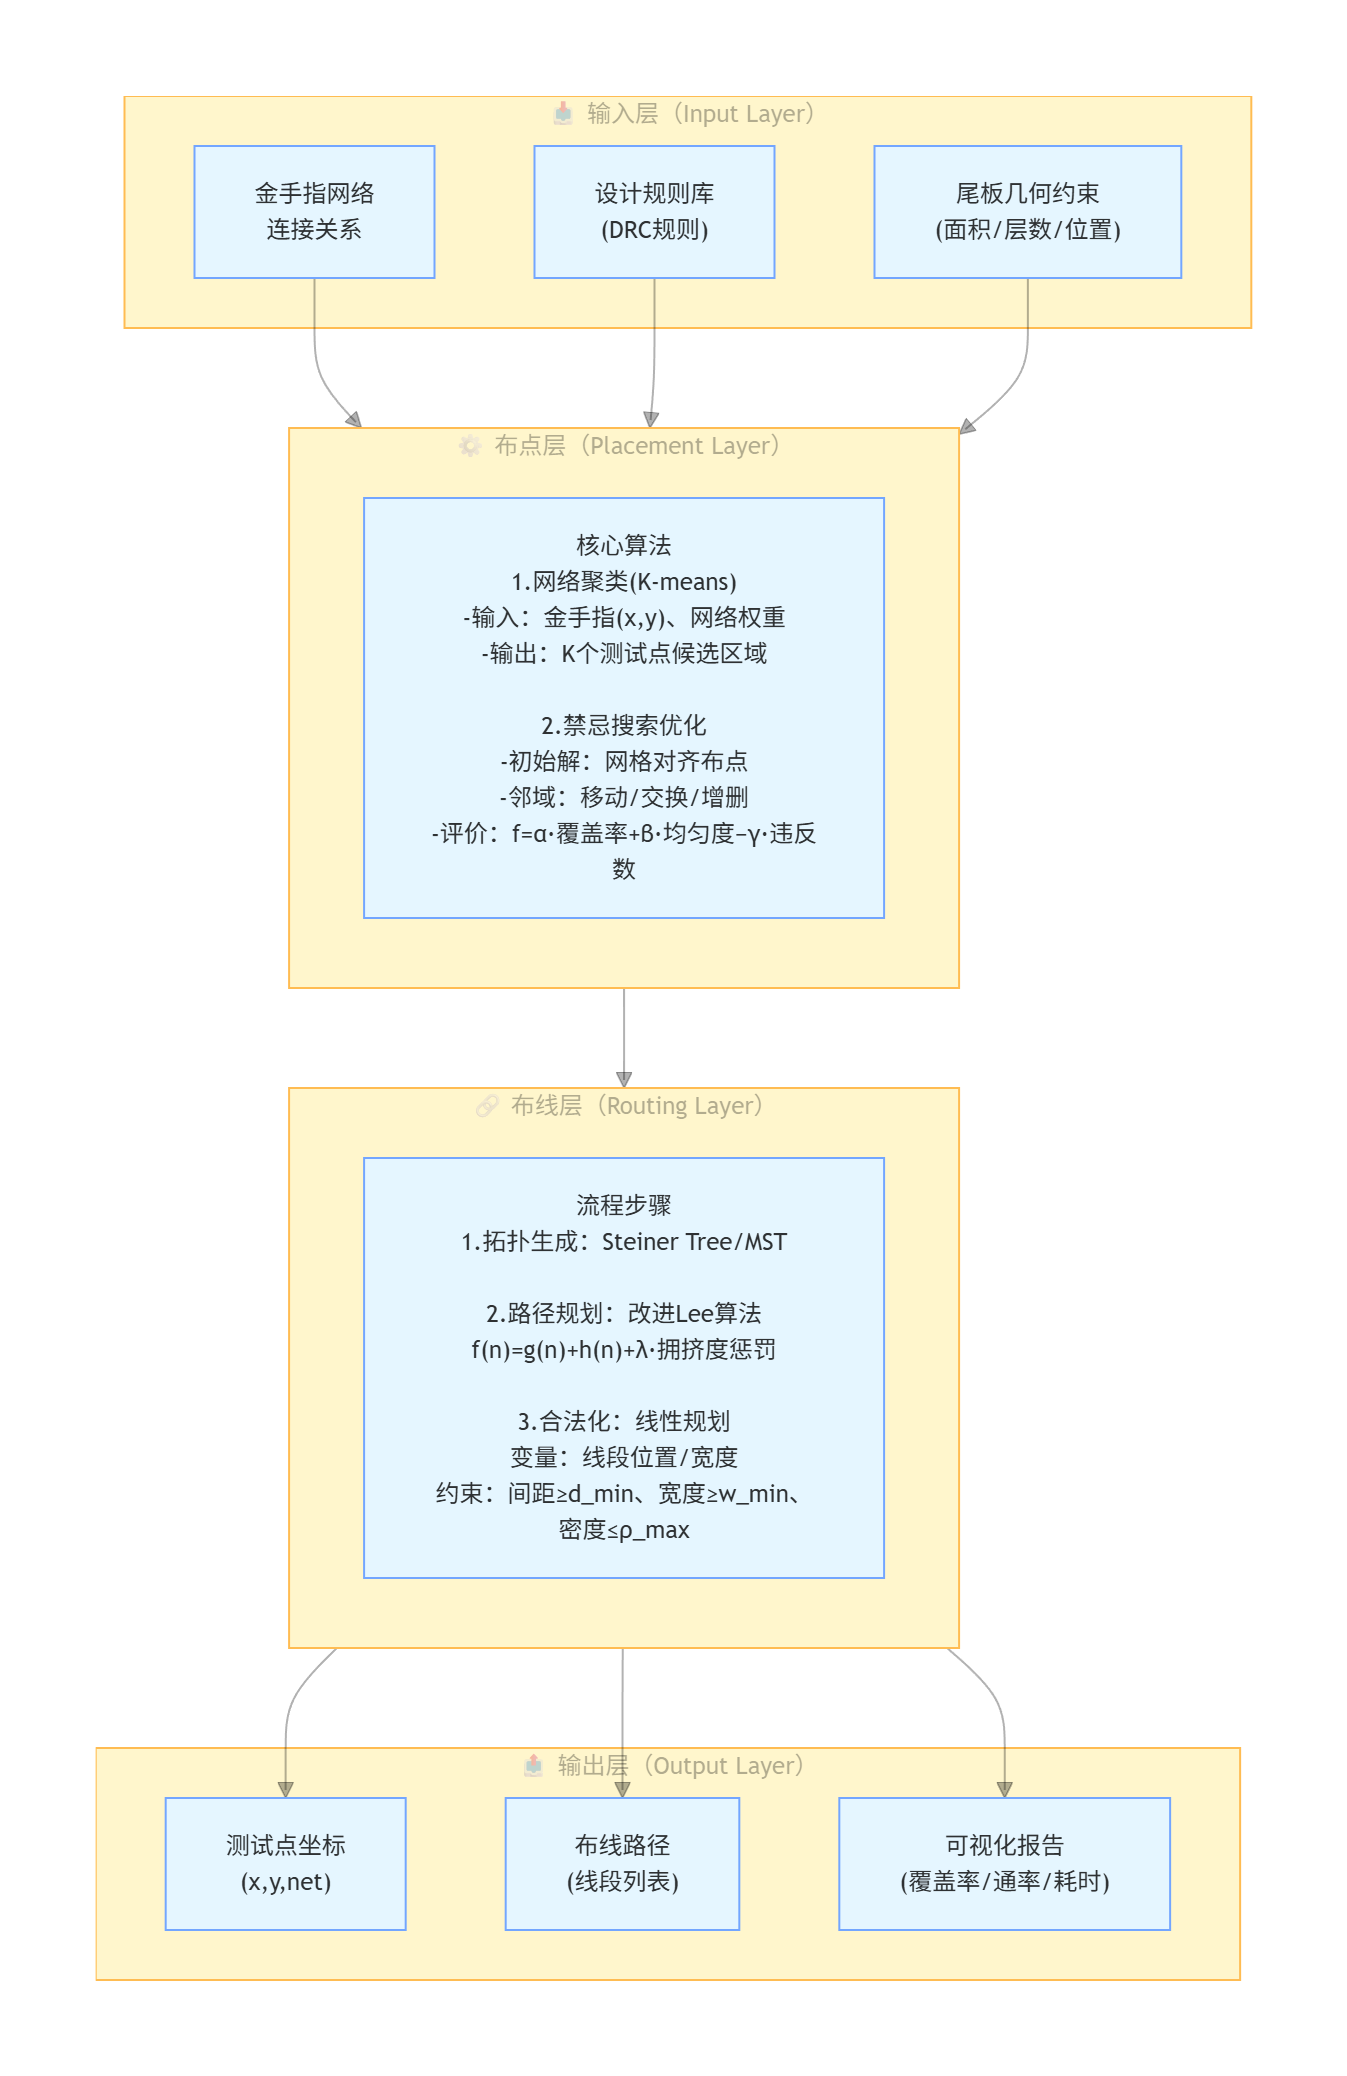 📥 输入层（Input Layer）
金手指网络
连接关系
设计规则库
(DRC规则)
尾板几何约束
(面积/层数/位置)
⚙️ 布点层（Placement Layer）
核心算法
1.网络聚类(K-means)
-输入：金手指(x,y)、网络权重
-输出：K个测试点候选区域
2.禁忌搜索优化
-初始解：网格对齐布点
-邻域：移动/交换/增删
-评价：f=α·覆盖率+β·均匀度−γ·违反
数
🔗 布线层（Routing Layer）
流程步骤
1.拓扑生成：Steiner Tree/MST
2.路径规划：改进Lee算法
f(n)=g(n)+h(n)+λ·拥挤度惩罚
3.合法化：线性规划
变量：线段位置/宽度
约束：间距≥d_min、宽度≥w_min、
密度≤ρ_max
📤 输出层（Output Layer）
测试点坐标
(x,y,net)
布线路径
(线段列表)
可视化报告
(覆盖率/通率/耗时)